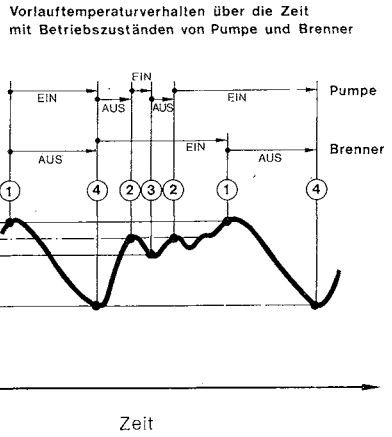 Vorlauftemperaturverhalten über die Zeit
mit Betriebszuständen von Pumpe und Brenner
EIN
EIN AUS AUS EIN Pumpe
AUS EIN AUS Brenner
1 4 2 3 2 1 4
Zeit